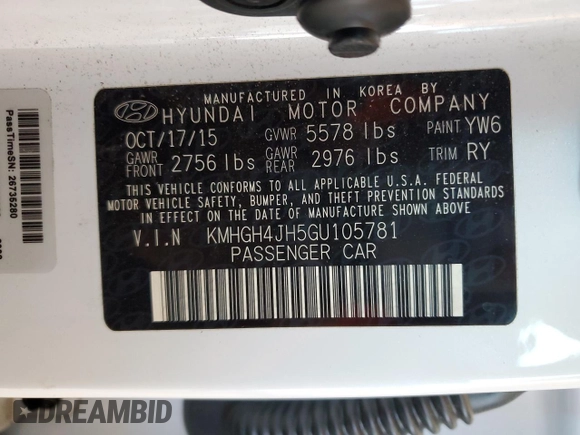 MANUFACTURED IN KOREA BY
HYUNDAI MOTOR COMPANY
OCT/17/15 GVWR 5578 lbs PAINT YW6
GAWR FRONT 2756 lbs GAWR REAR 2976 lbs TRIM RY
THIS VEHICLE CONFORMS TO ALL APPLICABLE U.S.A. FEDERAL
MOTOR VEHICLE SAFETY, BUMPER, AND THEFT PREVENTION STANDARDS
IN EFFECT ON THE DATE OF MANUFACTURE SHOWN ABOVE.
V.I.N KMHGH4JH5GU105781
PASSENGER CAR
PassTimeSN: 26735280
DREAMBID